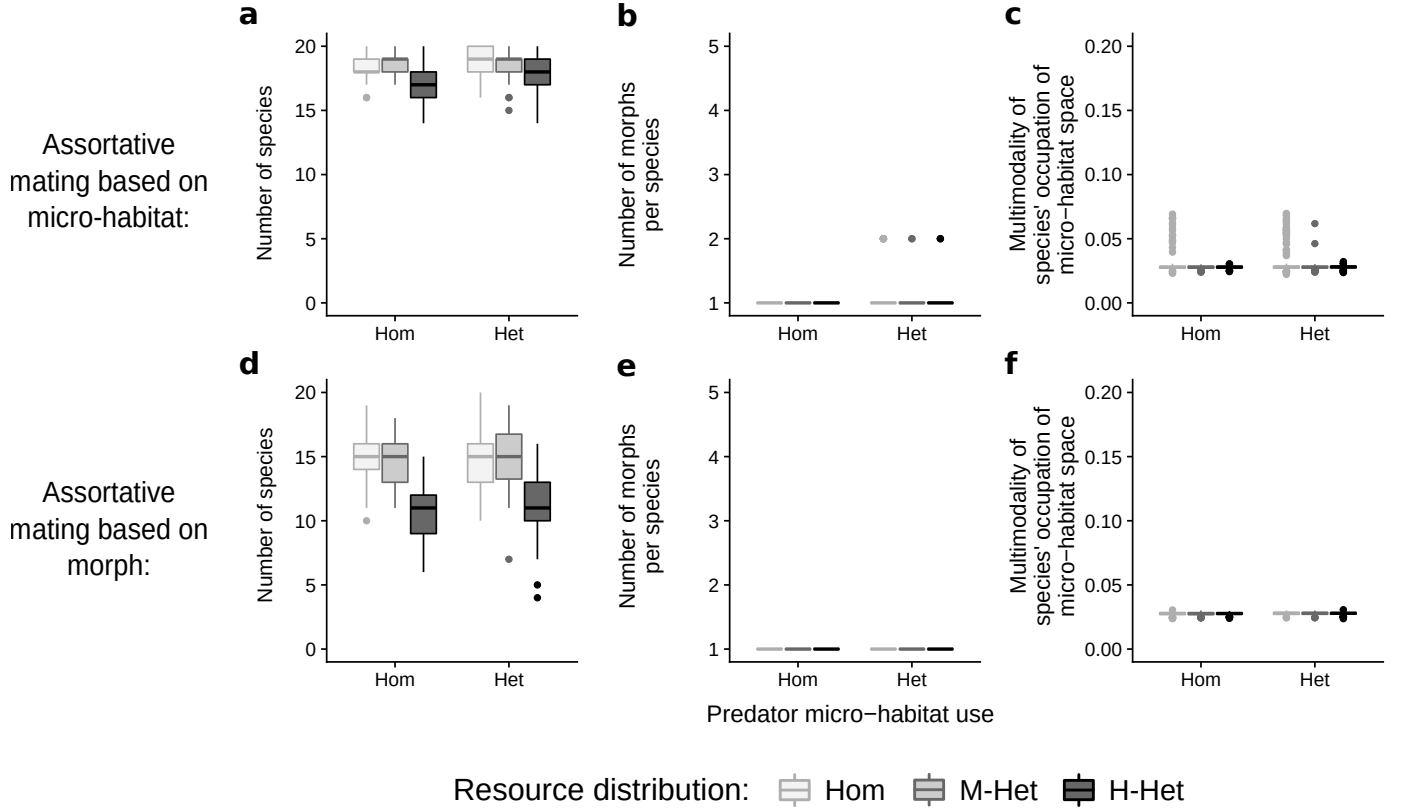 a
b
c
Assortative
mating based on
micro-habitat:
Number of species
20
15
10
5
0
Hom
Het
Number of morphs
per species
5
4
3
2
1
Hom
Het
Multimodality of
species' occupation of
micro−habitat space
0.20
0.15
0.10
0.05
0.00
Hom
Het
d
e
f
Assortative
mating based on
morph:
Number of species
20
15
10
5
0
Hom
Het
Number of morphs
per species
5
4
3
2
1
Hom
Het
Multimodality of
species' occupation of
micro−habitat space
0.20
0.15
0.10
0.05
0.00
Hom
Het
Predator micro−habitat use
Resource distribution: Hom M-Het H-Het